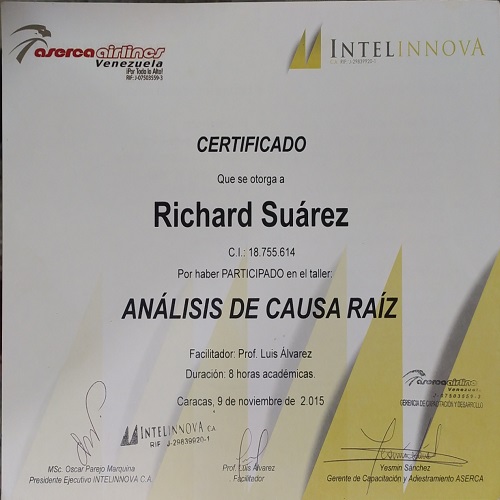 aserca airlines
Venezuela
¡Por Todo lo Alto!
RIF: J-07503559-3
INTELINNOVA
C.A. RIF: J-29839920-1
CERTIFICADO
Que se otorga a
Richard Suárez
C.I.: 18.755.614
Por haber PARTICIPADO en el taller:
ANÁLISIS DE CAUSA RAÍZ
Facilitador: Prof. Luis Álvarez
Duración: 8 horas académicas.
Caracas, 9 de noviembre de 2.015
aserca airlines
J-07503559-3
GERENCIA DE CAPACITACIÓN Y DESARROLLO
INTELINNOVA C.A.
RIF J-29839920-1
MSc. Oscar Parejo Marquina
Presidente Ejecutivo INTELINNOVA C.A.
Prof. Luis Álvarez
Facilitador
Yesmin Sánchez
Gerente de Capacitación y Adiestramiento ASERCA